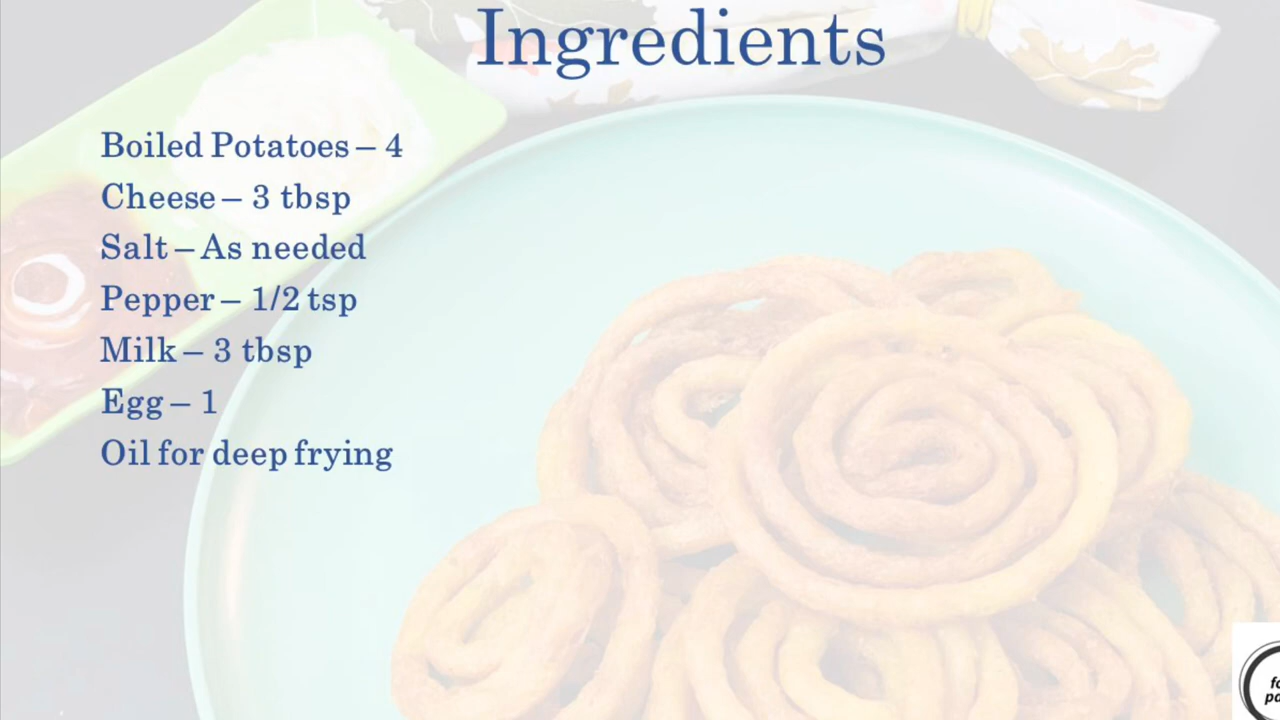 Ingredients
Boiled Potatoes – 4
Cheese – 3 tbsp
Salt – As needed
Pepper – 1/2 tsp
Milk – 3 tbsp
Egg – 1
Oil for deep frying